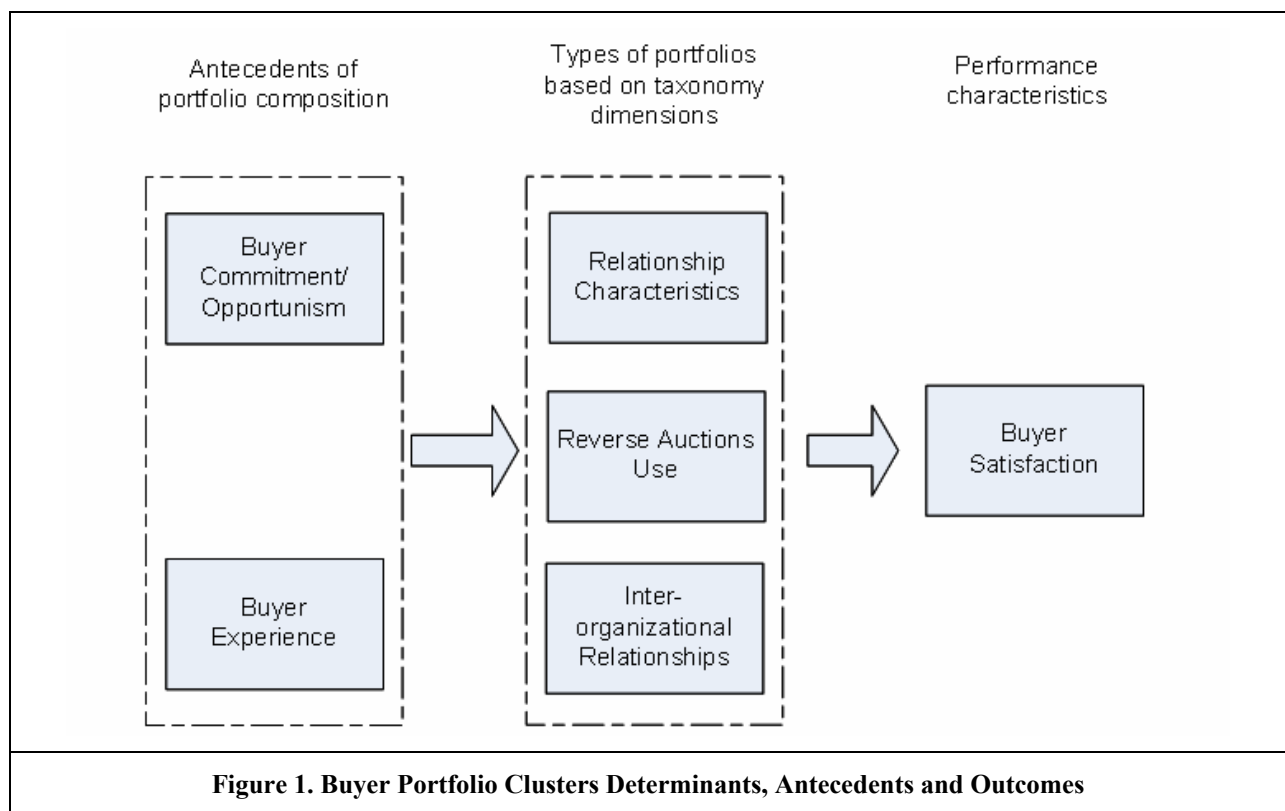 Antecedents of
portfolio composition
Types of portfolios
based on taxonomy
dimensions
Performance
characteristics
Buyer
Commitment/
Opportunism
Buyer
Experience
Relationship
Characteristics
Reverse Auctions
Use
Inter-
organizational
Relationships
Buyer
Satisfaction
Figure 1. Buyer Portfolio Clusters Determinants, Antecedents and Outcomes